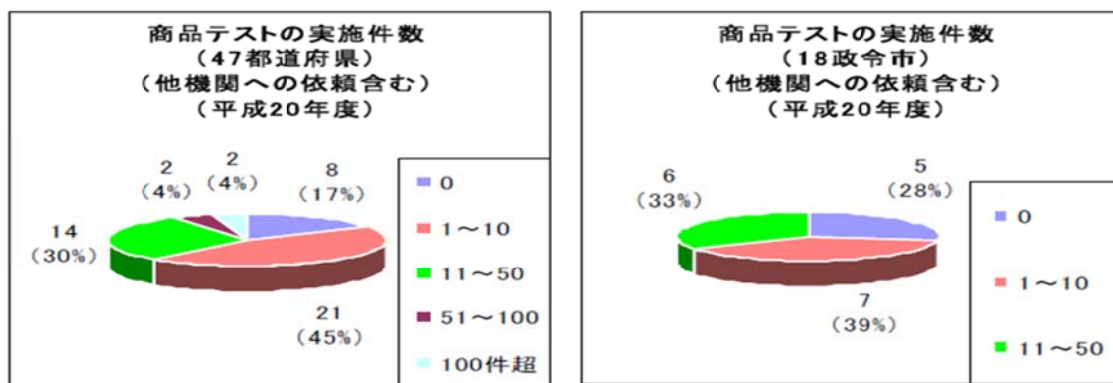 商品テストの実施件数
(47都道府県)
(他機関への依頼含む)
(平成20年度)
2
(4%)
2
(4%)
8
(17%)
14
(30%)
21
(45%)
0
1～10
11～50
51～100
100件超
商品テストの実施件数
(18政令市)
(他機関への依頼含む)
(平成20年度)
6
(33%)
5
(28%)
7
(39%)
0
1～10
11～50